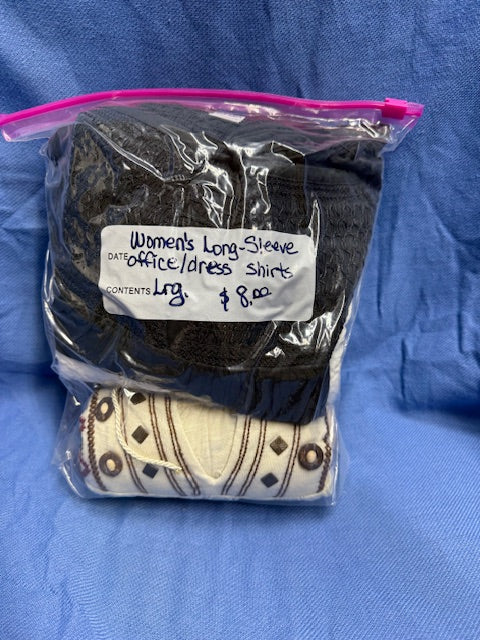 Women's Long-Sleeve
DATE office/dress shirts
CONTENTS Lrg. $8.00